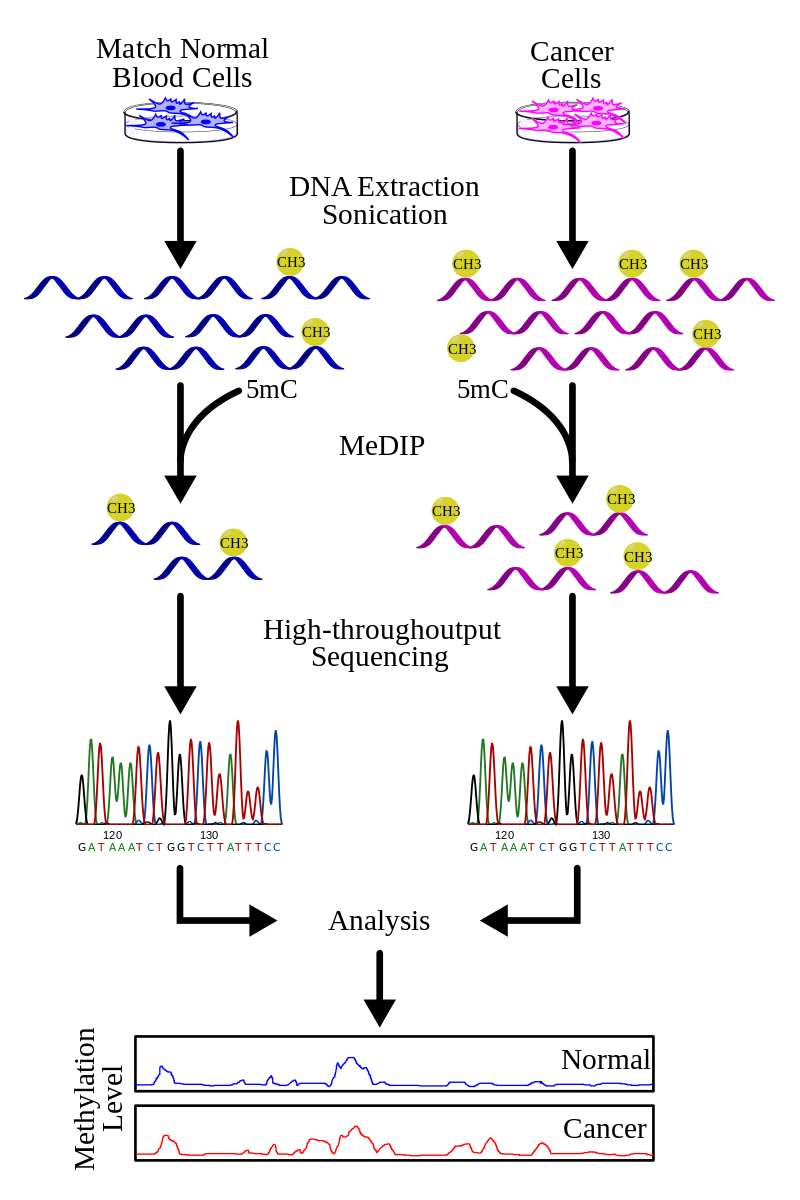 Match Normal
Blood Cells
Cancer
Cells
DNA Extraction
Sonication
CH3
CH3
CH3
CH3
CH3
CH3
CH3
CH3
5mC
5mC
MeDIP
CH3
CH3
CH3
CH3
CH3
CH3
High-throughoutput
Sequencing
120 130
GATAAATCTGGTCTTATTTCC
120 130
GATAAATCTGGTCTTATTTCC
Analysis
Methylation
Level
Normal
Cancer